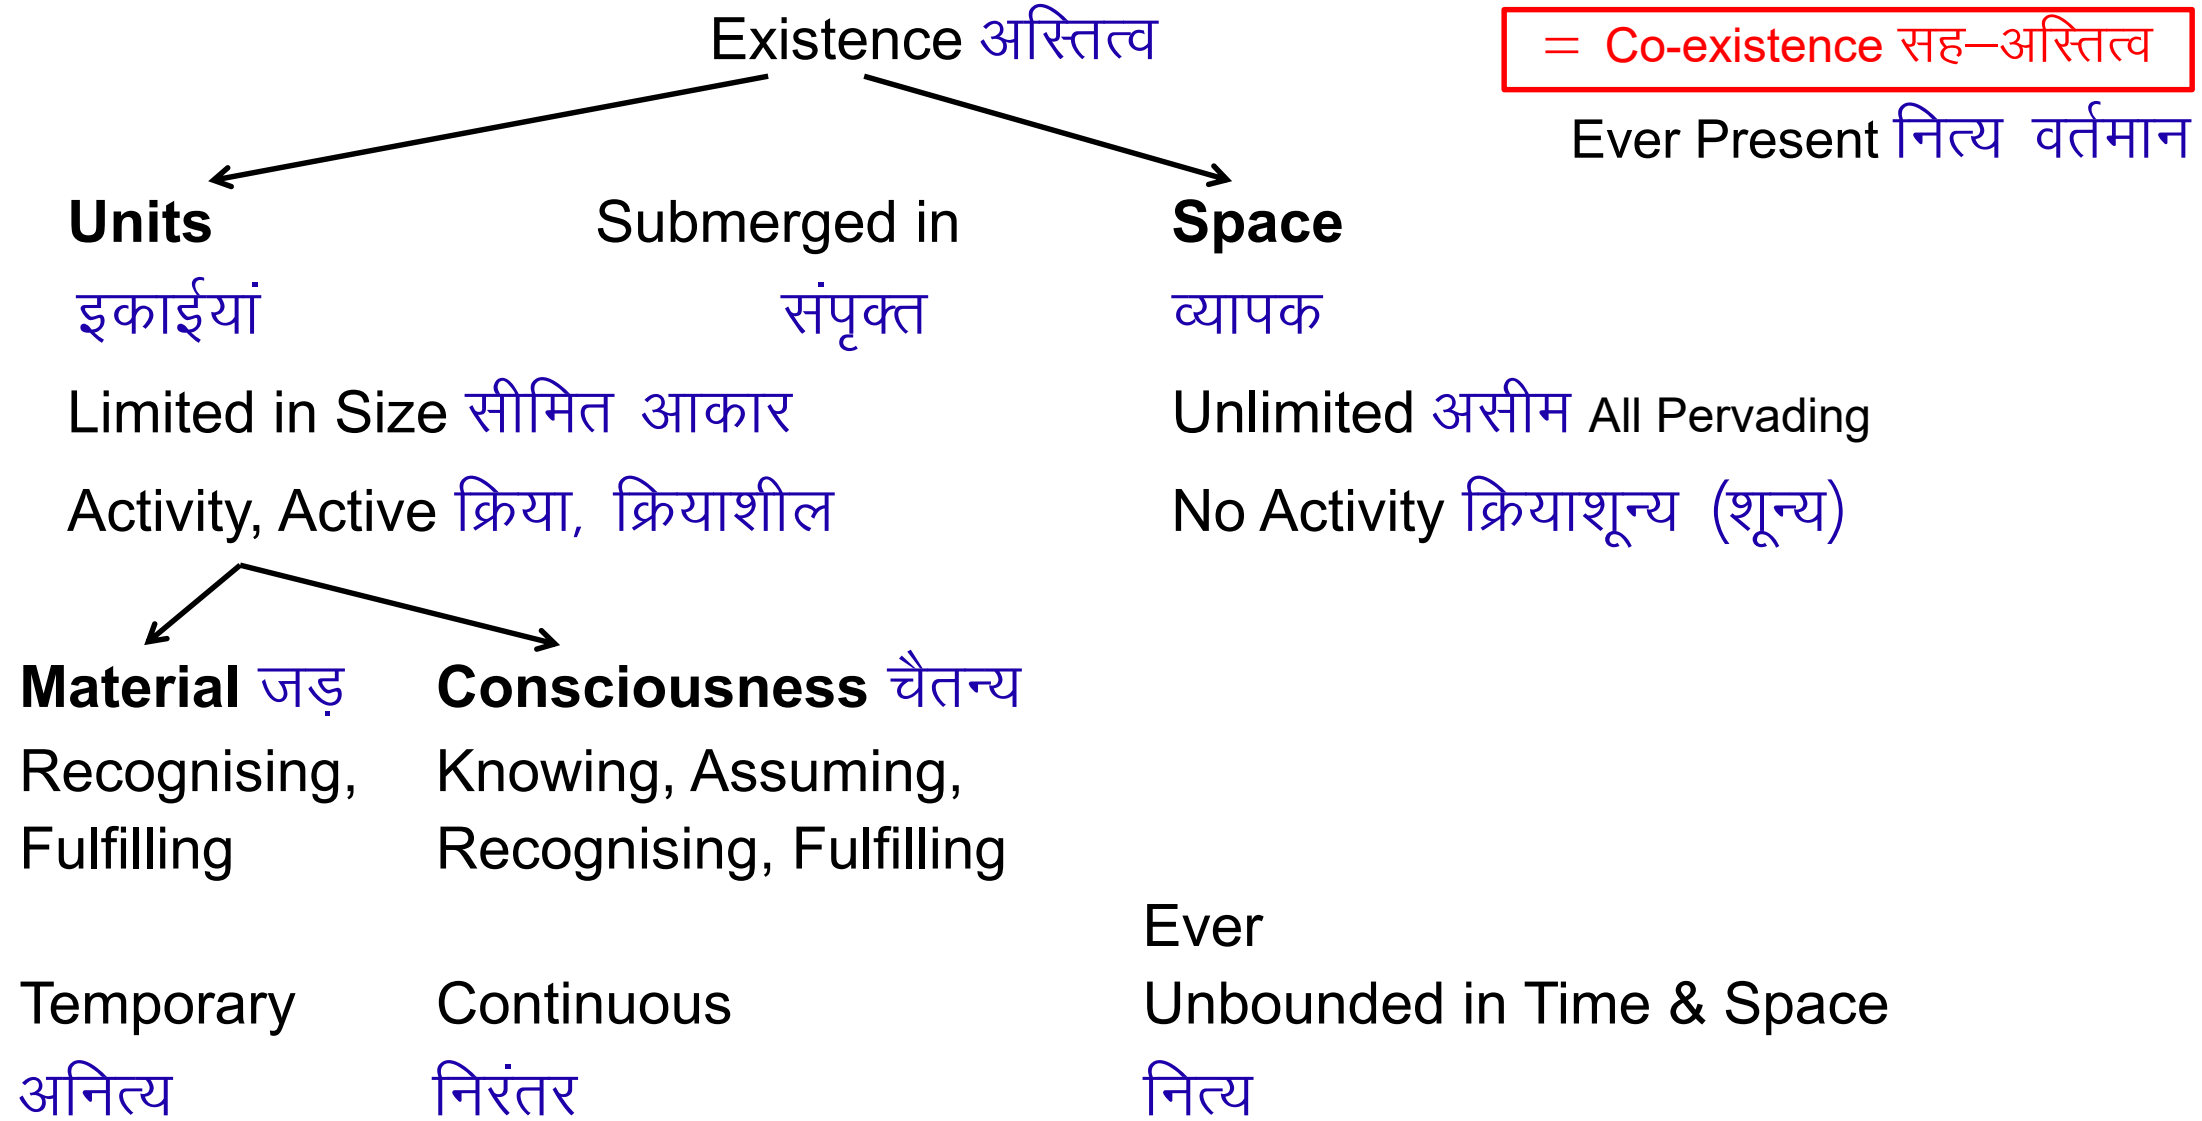 Existence अस्तित्व
= Co-existence सह–अस्तित्व
Ever Present नित्य वर्तमान
Units Submerged in Space
इकाईयां संपृक्त व्यापक
Limited in Size सीमित आकार Unlimited असीम All Pervading
Activity, Active क्रिया, क्रियाशील No Activity क्रियाशून्य (शून्य)
Material जड़ Consciousness चैतन्य
Recognising, Knowing, Assuming,
Fulfilling Recognising, Fulfilling
Ever
Temporary Continuous Unbounded in Time & Space
अनित्य निरंतर नित्य